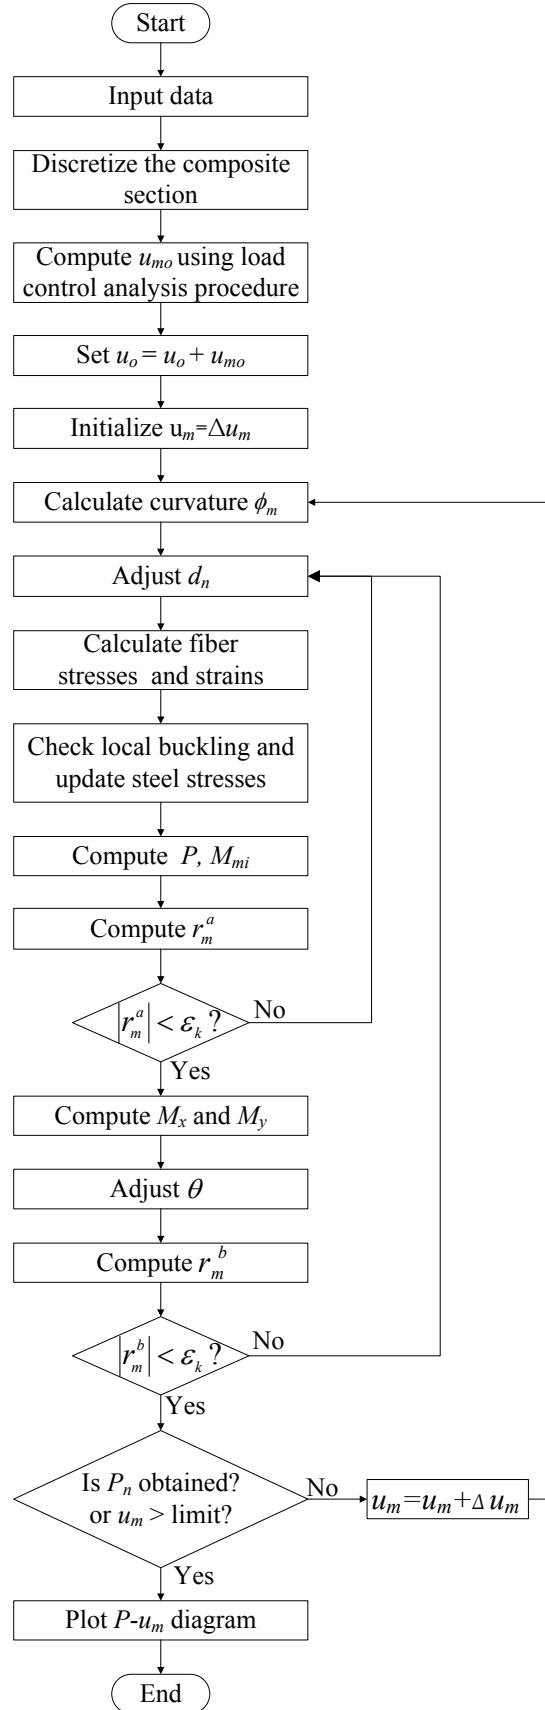 Start
Input data
Discretize the composite
section
Compute u_mo using load
control analysis procedure
Set u_o = u_o + u_mo
Initialize u_m=Δu_m
Calculate curvature ϕ_m
Adjust d_n
Calculate fiber
stresses and strains
Check local buckling and
update steel stresses
Compute P, M_mi
Compute r_m^a
|r_m^a| < ε_k ?
No
Yes
Compute M_x and M_y
Adjust θ
Compute r_m^b
|r_m^b| < ε_k ?
No
Yes
Is P_n obtained?
or u_m > limit?
No
u_m=u_m+Δ u_m
Yes
Plot P-u_m diagram
End